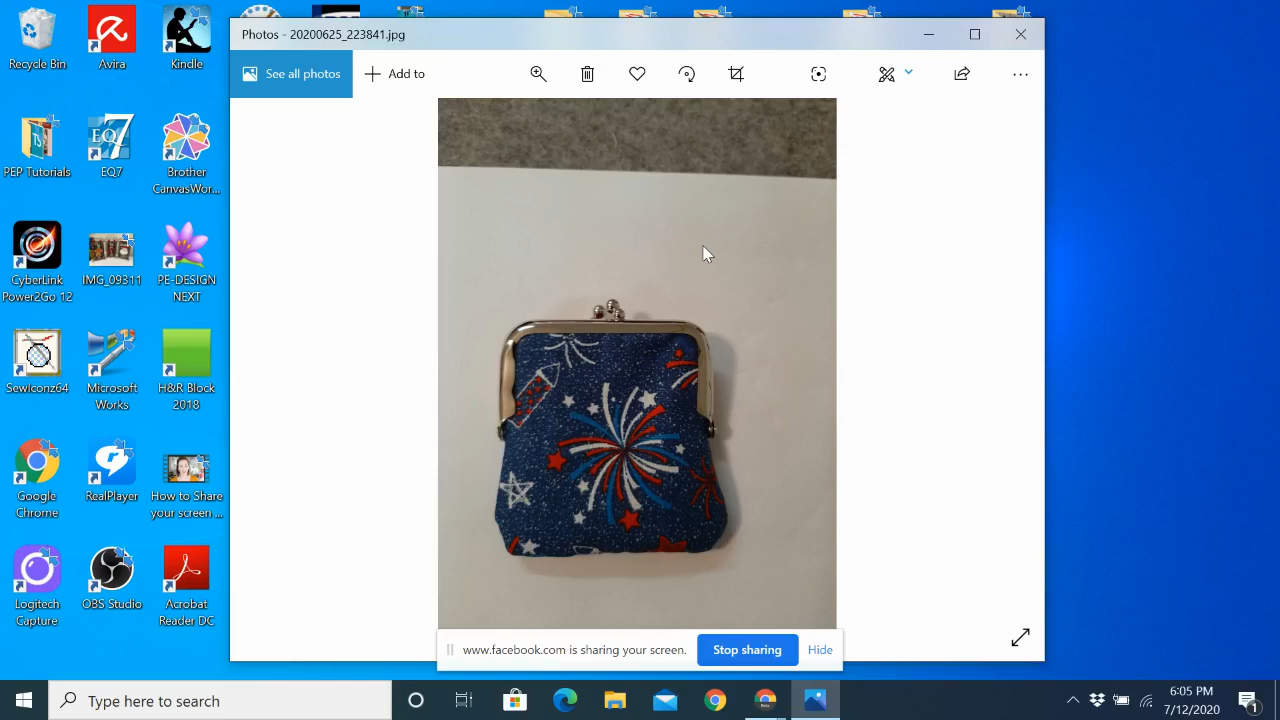 Photos - 20200625_223841.jpg
See all photos
Add to
Recycle Bin
Avira
Kindle
PEP Tutorials
EQ7
EQ7
Brother
CanvasWor...
CyberLink
Power2Go 12
IMG_09311
PE-DESIGN
NEXT
Sewiconz64
Microsoft
Works
H&R Block
2018
Google
Chrome
RealPlayer
How to Share
your screen ...
Logitech
Capture
OBS Studio
Acrobat
Reader DC
www.facebook.com is sharing your screen.
Stop sharing
Hide
Type here to search
6:05 PM
7/12/2020
1